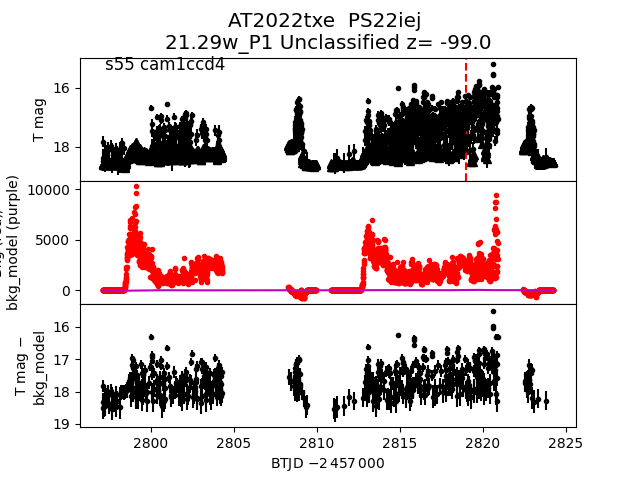 AT2022txe PS22iej
21.29w_P1 Unclassified z= -99.0
s55 cam1ccd4
T mag
16
18
bkg_model (purple)
10000
5000
0
T mag −
bkg_model
16
17
18
19
2800
2805
2810
2815
2820
2825
BTJD −2 457 000